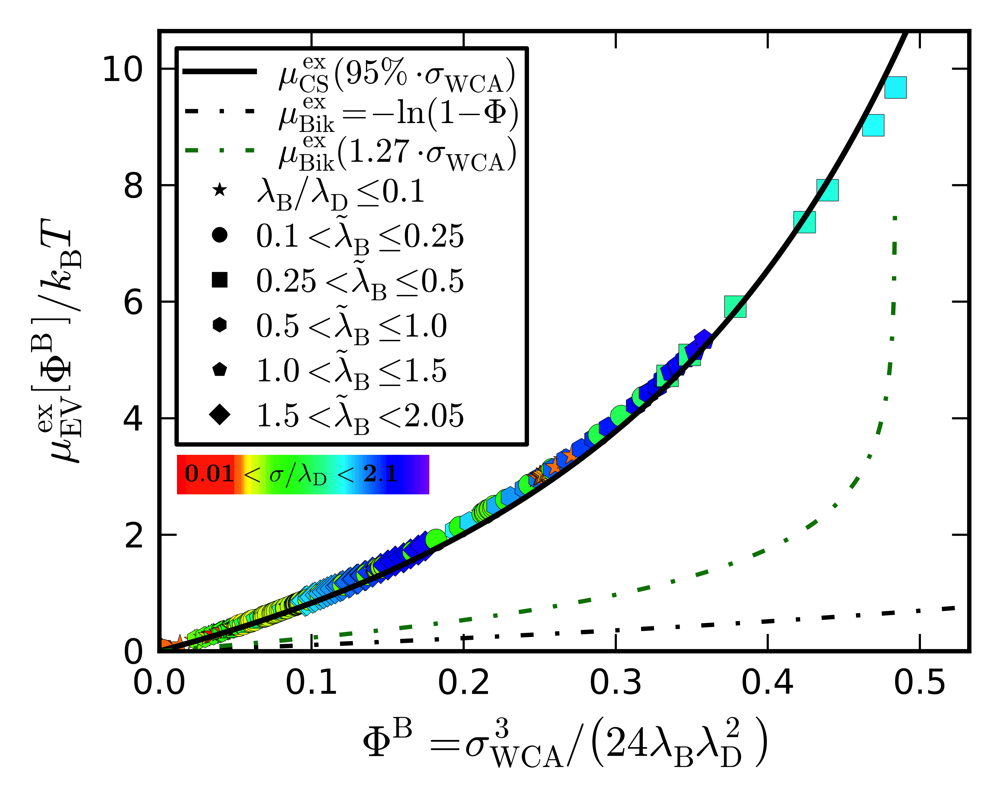 μ^ex_EV[Φ^B]/k_BT
10
8
6
4
2
0
μ^ex_CS(95%·σ_WCA)
μ^ex_Bik=−ln(1−Φ)
μ^ex_Bik(1.27·σ_WCA)
λ_B/λ_D≤0.1
0.1<λ̃_B≤0.25
0.25<λ̃_B≤0.5
0.5<λ̃_B≤1.0
1.0<λ̃_B≤1.5
1.5<λ̃_B<2.05
0.01 < σ/λ_D < 2.1
0.0 0.1 0.2 0.3 0.4 0.5
Φ^B =σ^3_WCA/(24λ_Bλ^2_D)